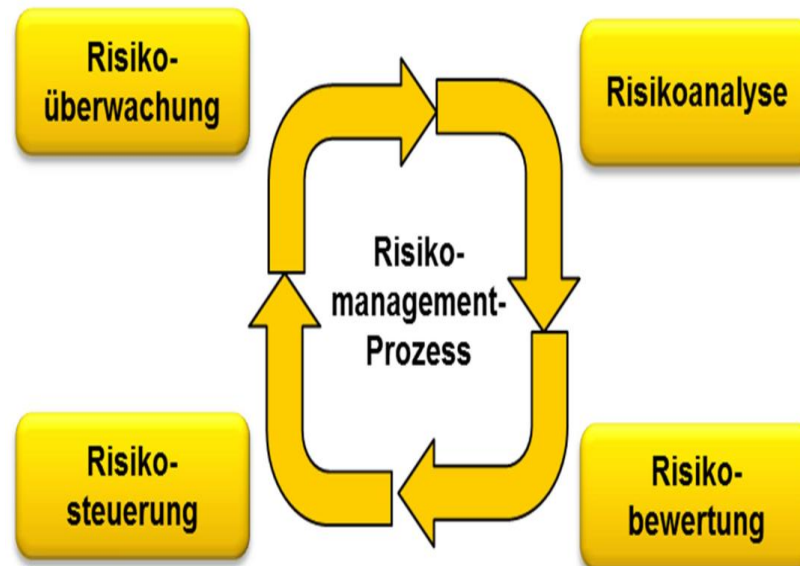 Risiko-
überwachung
Risikoanalyse
Risiko-
management-
Prozess
Risiko-
steuerung
Risiko-
bewertung